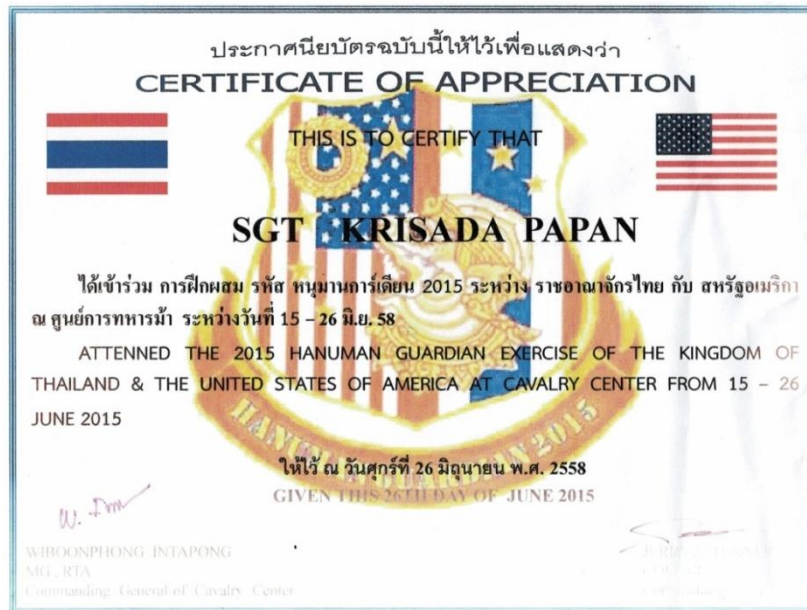 ประกาศนียบัตรฉบับนี้ให้ไว้เพื่อแสดงว่า
CERTIFICATE OF APPRECIATION
THIS IS TO CERTIFY THAT
SGT KRISADA PAPAN
ได้เข้าร่วม การฝึกผสม รหัส หนุมานการ์เดียน 2015 ระหว่าง ราชอาณาจักรไทย กับ สหรัฐอเมริกา
ณ ศูนย์การทหารม้า ระหว่างวันที่ 15 – 26 มิ.ย. 58
ATTENNED THE 2015 HANUMAN GUARDIAN EXERCISE OF THE KINGDOM OF
THAILAND & THE UNITED STATES OF AMERICA AT CAVALRY CENTER FROM 15 – 26
JUNE 2015
HANUMAN GUARDIAN 2015
ให้ไว้ ณ วันศุกร์ที่ 26 มิถุนายน พ.ศ. 2558
GIVEN THIS 26TH DAY OF JUNE 2015
WIBOONPHONG INTAPONG
MG , RTA
Commanding General of Cavalry Center